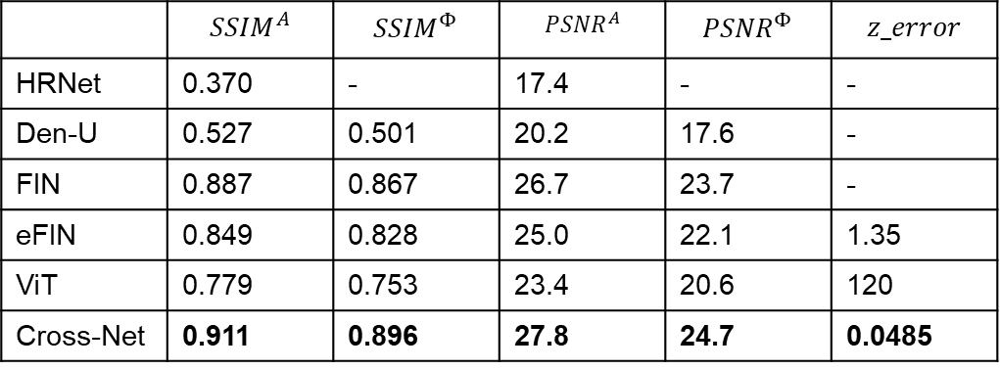 SSIM^A SSIM^Φ PSNR^A PSNR^Φ z_error
HRNet 0.370 - 17.4 - -
Den-U 0.527 0.501 20.2 17.6 -
FIN 0.887 0.867 26.7 23.7 -
eFIN 0.849 0.828 25.0 22.1 1.35
ViT 0.779 0.753 23.4 20.6 120
Cross-Net 0.911 0.896 27.8 24.7 0.0485